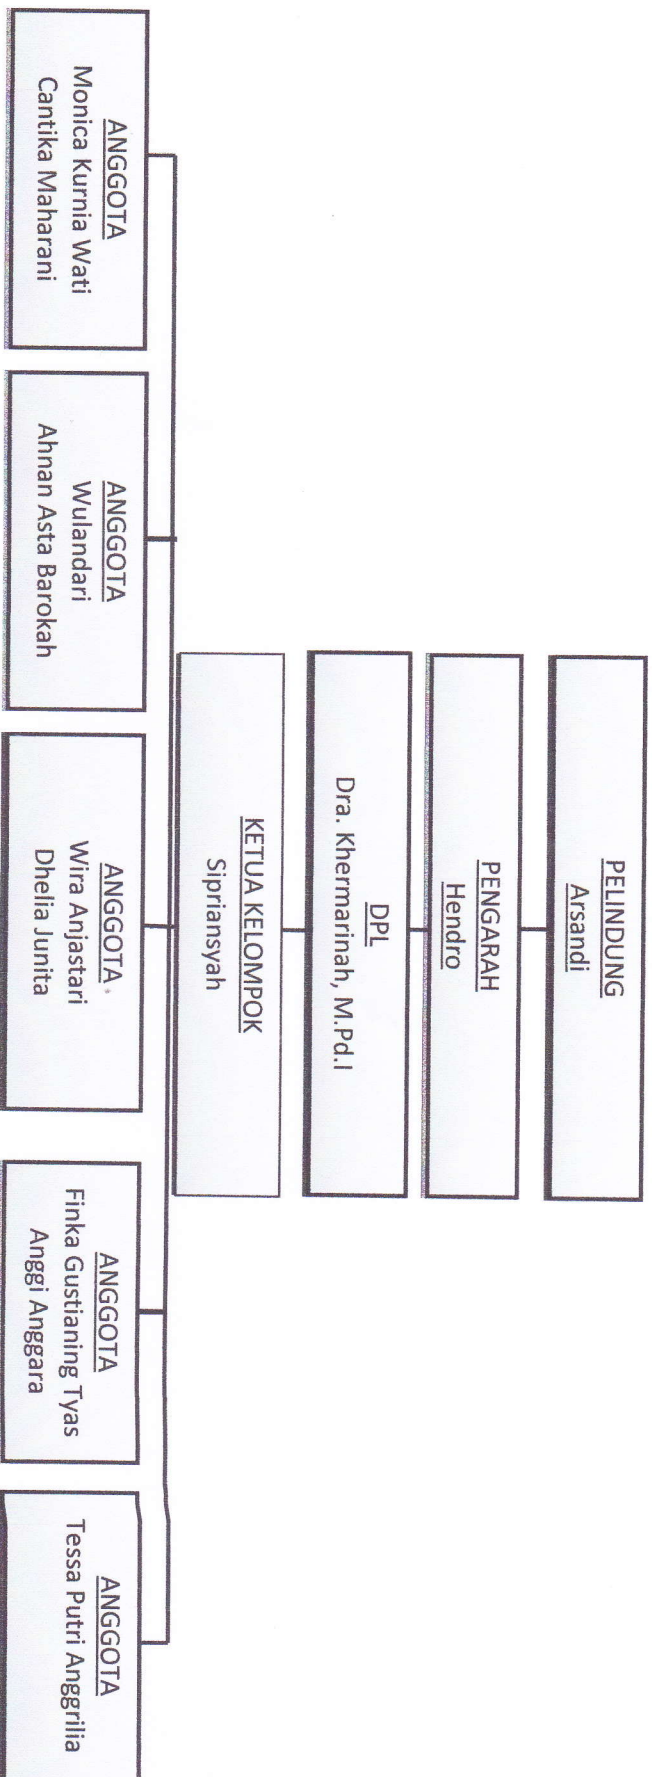 PELINDUNG
Arsandi
PENGARAH
Hendro
DPL
Dra. Khermarinah, M.Pd.I
KETUA KELOMPOK
Sipriansyah
ANGGOTA
Monica Kurnia Wati
Cantika Maharani
ANGGOTA
Wulandari
Ahnan Asta Barokah
ANGGOTA
Wira Anjastari
Dhelia Junita
ANGGOTA
Finka Gustianing Tyas
Anggi Anggara
ANGGOTA
Tessa Putri Anggrilia